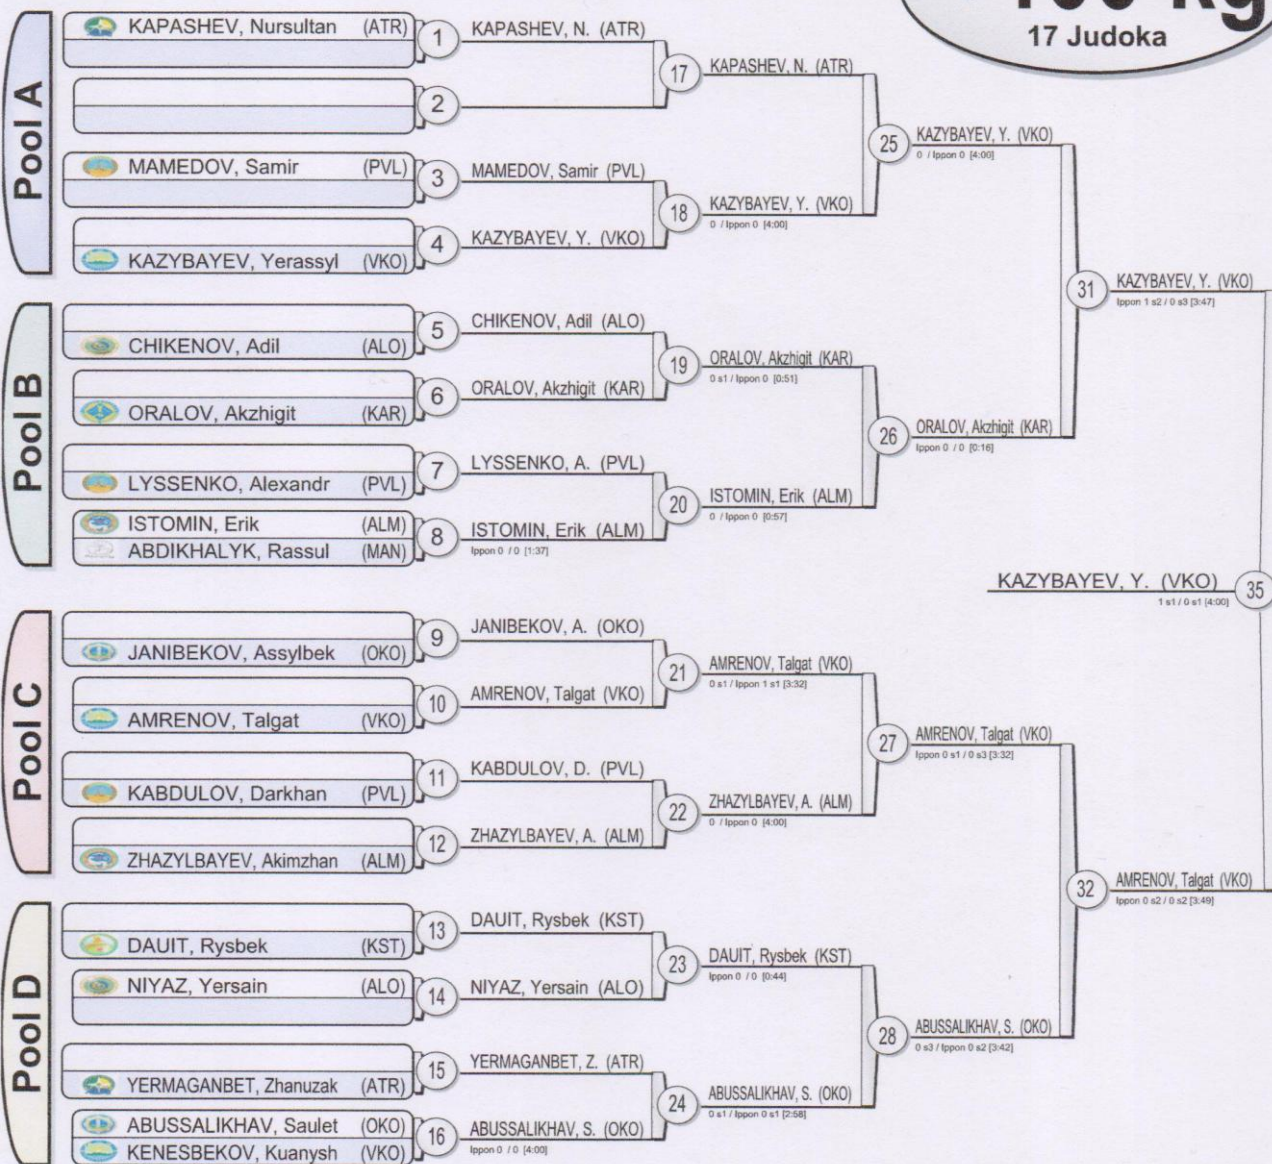 100 kg
17 Judoka
Pool A
KAPASHEV, Nursultan (ATR)
MAMEDOV, Samir (PVL)
KAZYBAYEV, Yerassyl (VKO)
Pool B
CHIKENOV, Adil (ALO)
ORALOV, Akzhigit (KAR)
LYSSENKO, Alexandr (PVL)
ISTOMIN, Erik (ALM)
ABDIKHALYK, Rassul (MAN)
Pool C
JANIBEKOV, Assylbek (OKO)
AMRENOV, Talgat (VKO)
KABDULOV, Darkhan (PVL)
ZHAZYLBAYEV, Akimzhan (ALM)
Pool D
DAUIT, Rysbek (KST)
NIYAZ, Yersain (ALO)
YERMAGANBET, Zhanuzak (ATR)
ABUSSALIKHAV, Saulet (OKO)
KENESBEKOV, Kuanysh (VKO)
1 KAPASHEV, N. (ATR)
2
3 MAMEDOV, Samir (PVL)
4 KAZYBAYEV, Y. (VKO)
5 CHIKENOV, Adil (ALO)
6 ORALOV, Akzhigit (KAR)
7 LYSSENKO, A. (PVL)
8 ISTOMIN, Erik (ALM)
Ippon 0 / 0 [1:37]
9 JANIBEKOV, A. (OKO)
10 AMRENOV, Talgat (VKO)
11 KABDULOV, D. (PVL)
12 ZHAZYLBAYEV, A. (ALM)
13 DAUIT, Rysbek (KST)
14 NIYAZ, Yersain (ALO)
15 YERMAGANBET, Z. (ATR)
16 ABUSSALIKHAV, S. (OKO)
Ippon 0 / 0 [4:00]
17 KAPASHEV, N. (ATR)
18 KAZYBAYEV, Y. (VKO)
0 / Ippon 0 [4:00]
19 ORALOV, Akzhigit (KAR)
0 s1 / Ippon 0 [0:51]
20 ISTOMIN, Erik (ALM)
0 / Ippon 0 [0:57]
21 AMRENOV, Talgat (VKO)
0 s1 / Ippon 1 s1 [3:32]
22 ZHAZYLBAYEV, A. (ALM)
0 / Ippon 0 [4:00]
23 DAUIT, Rysbek (KST)
Ippon 0 / 0 [0:44]
24 ABUSSALIKHAV, S. (OKO)
0 s1 / Ippon 0 s1 [2:58]
25 KAZYBAYEV, Y. (VKO)
0 / Ippon 0 [4:00]
26 ORALOV, Akzhigit (KAR)
Ippon 0 / 0 [0:16]
27 AMRENOV, Talgat (VKO)
Ippon 0 s1 / 0 s3 [3:32]
28 ABUSSALIKHAV, S. (OKO)
0 s3 / Ippon 0 s2 [3:42]
31 KAZYBAYEV, Y. (VKO)
Ippon 1 s2 / 0 s3 [3:47]
32 AMRENOV, Talgat (VKO)
Ippon 0 s2 / 0 s2 [3:49]
KAZYBAYEV, Y. (VKO) 35
1 s1 / 0 s1 [4:00]